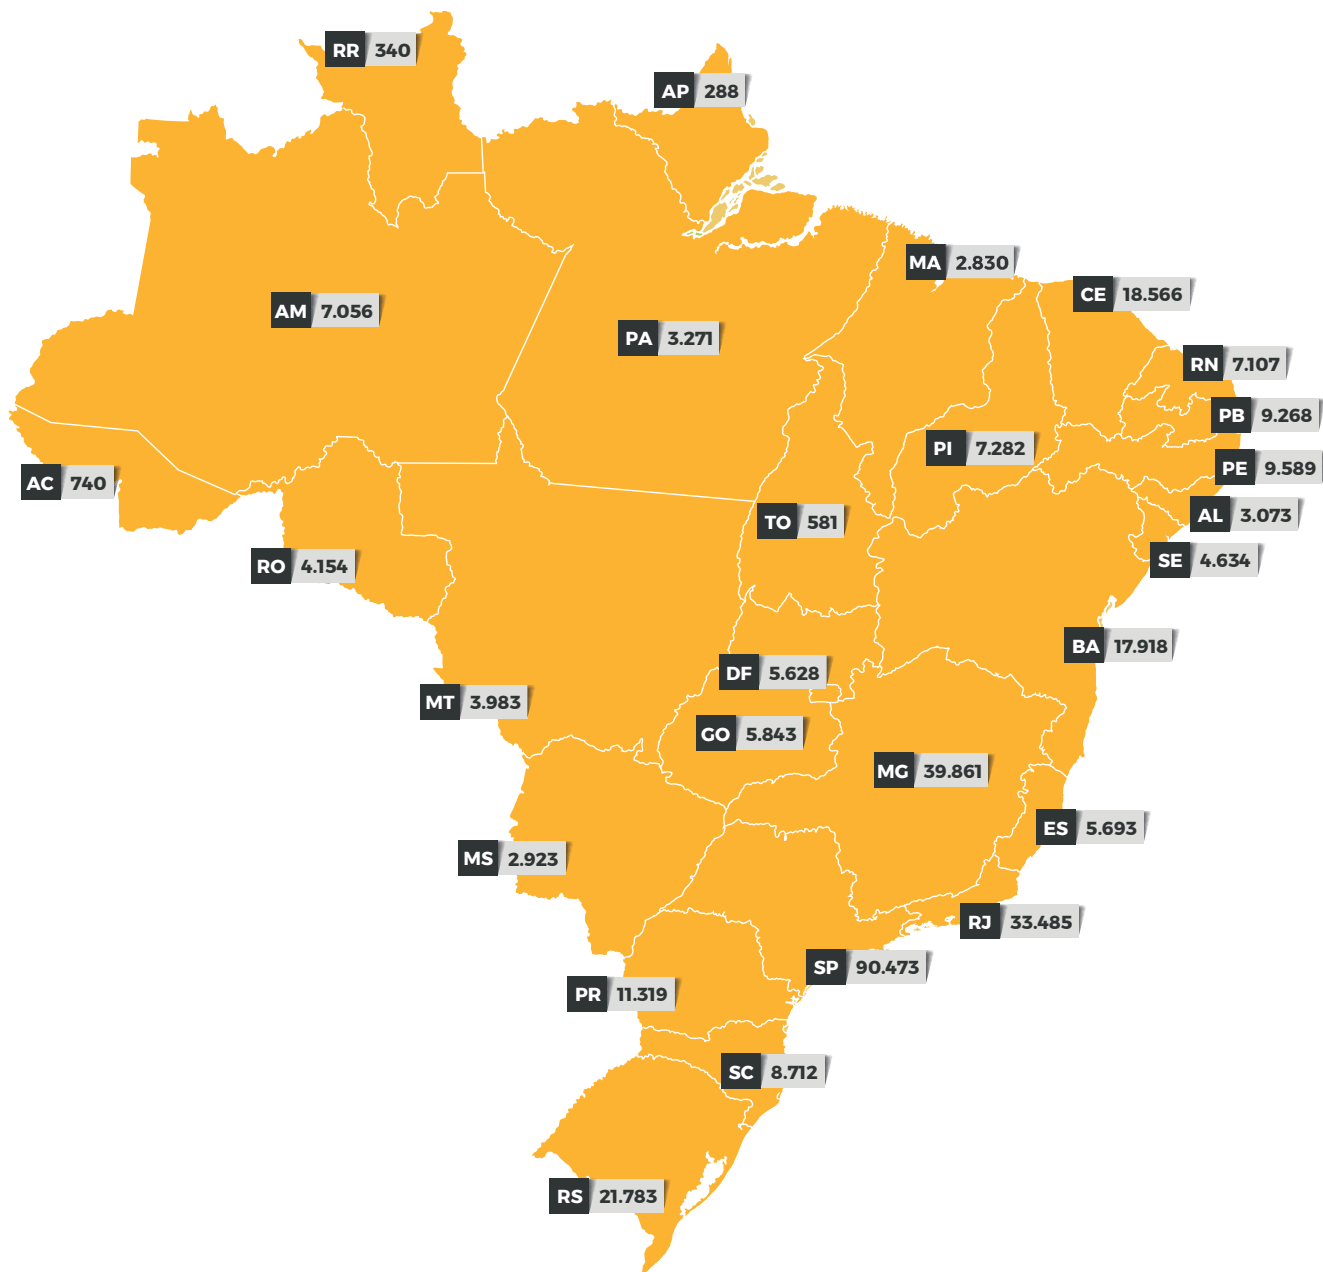 RR 340
AP 288
MA 2.830
CE 18.566
AM 7.056
PA 3.271
RN 7.107
PB 9.268
PI 7.282
PE 9.589
AC 740
AL 3.073
TO 581
SE 4.634
RO 4.154
BA 17.918
DF 5.628
MT 3.983
GO 5.843
MG 39.861
ES 5.693
MS 2.923
RJ 33.485
SP 90.473
PR 11.319
SC 8.712
RS 21.783